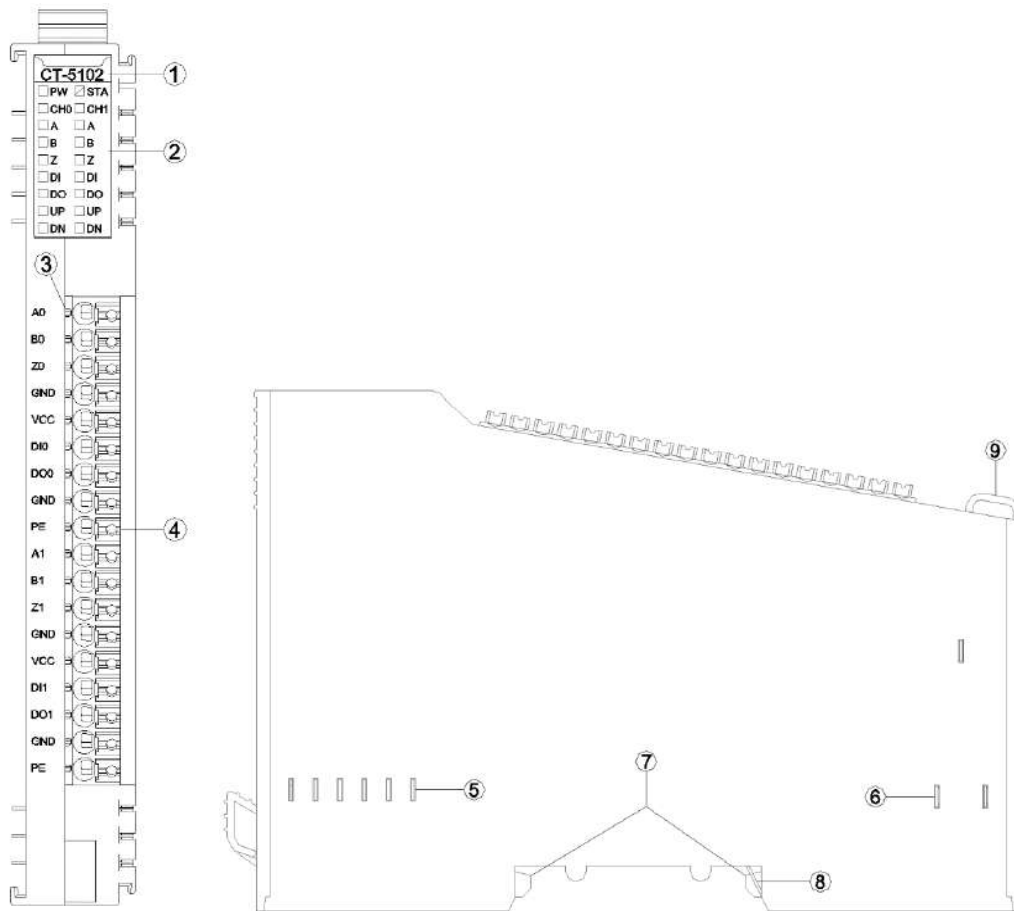 CT-5102
PW STA
CH0 CH1
A A
B B
Z Z
DI DI
DO DO
UP UP
DN DN
1
2
3
A0
B0
Z0
GND
VCC
DI0
DO0
GND
PE
A1
B1
Z1
GND
VCC
DI1
DO1
GND
PE
4
5
6
7
8
9